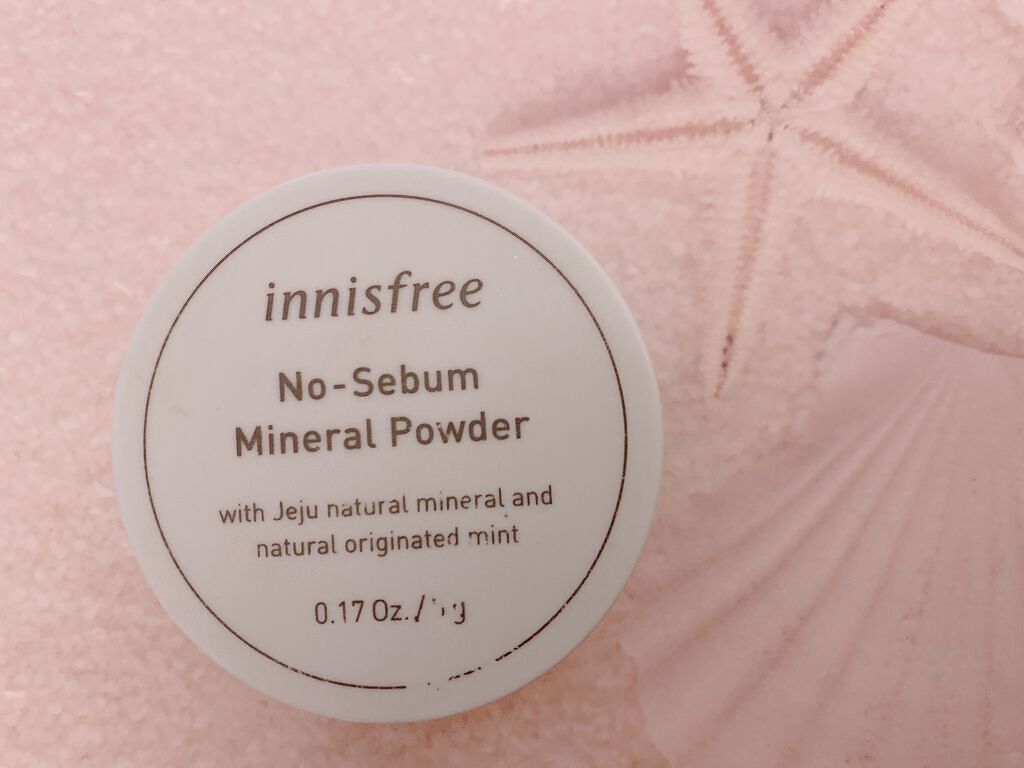 innisfree
No-Sebum
Mineral Powder
with Jeju natural mineral and
natural originated mint
0.17 Oz./